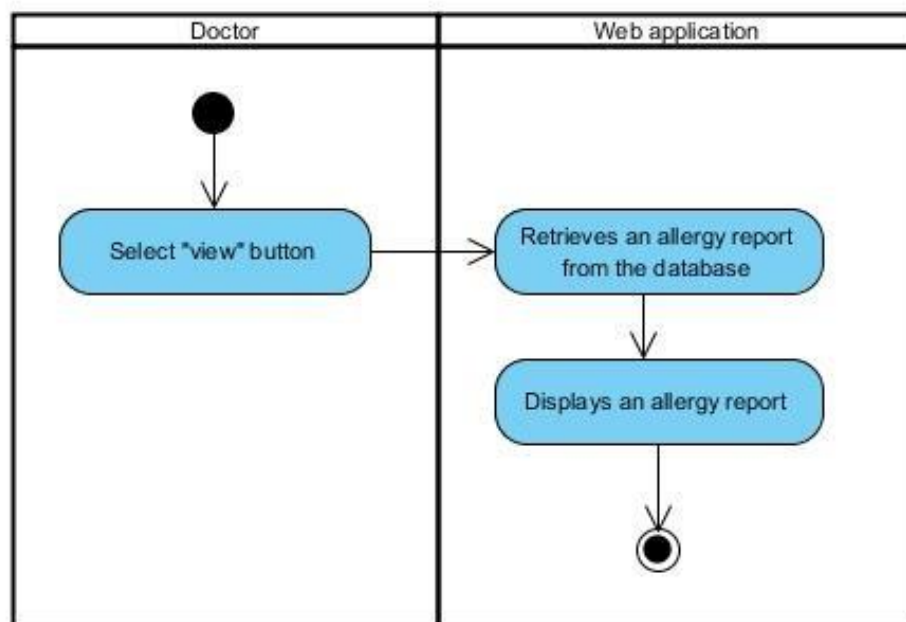 Doctor
Web application
Select "view" button
Retrieves an allergy report
from the database
Displays an allergy report